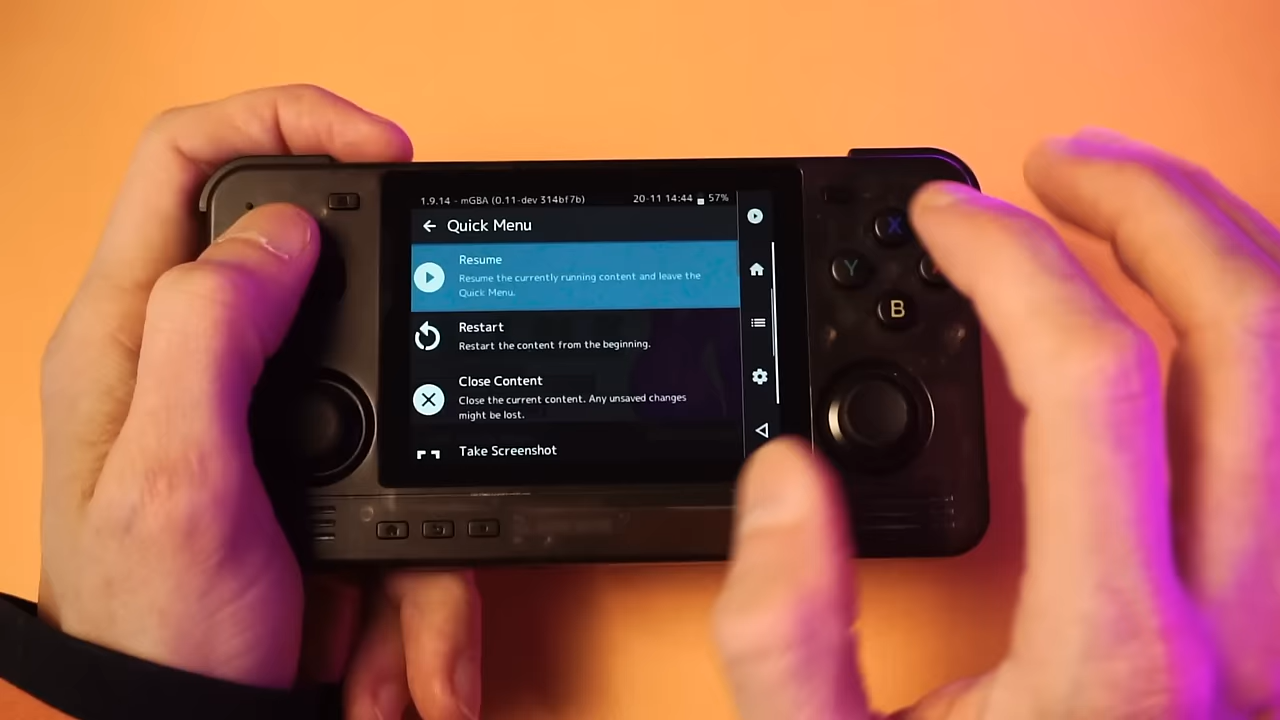 1.9.14 - mGBA (0.11-dev 314bf7b) 20-11 14:44 57%
Quick Menu
Resume
Resume the currently running content and leave the
Quick Menu.
Restart
Restart the content from the beginning.
Close Content
Close the current content. Any unsaved changes
might be lost.
Take Screenshot
X
Y
B